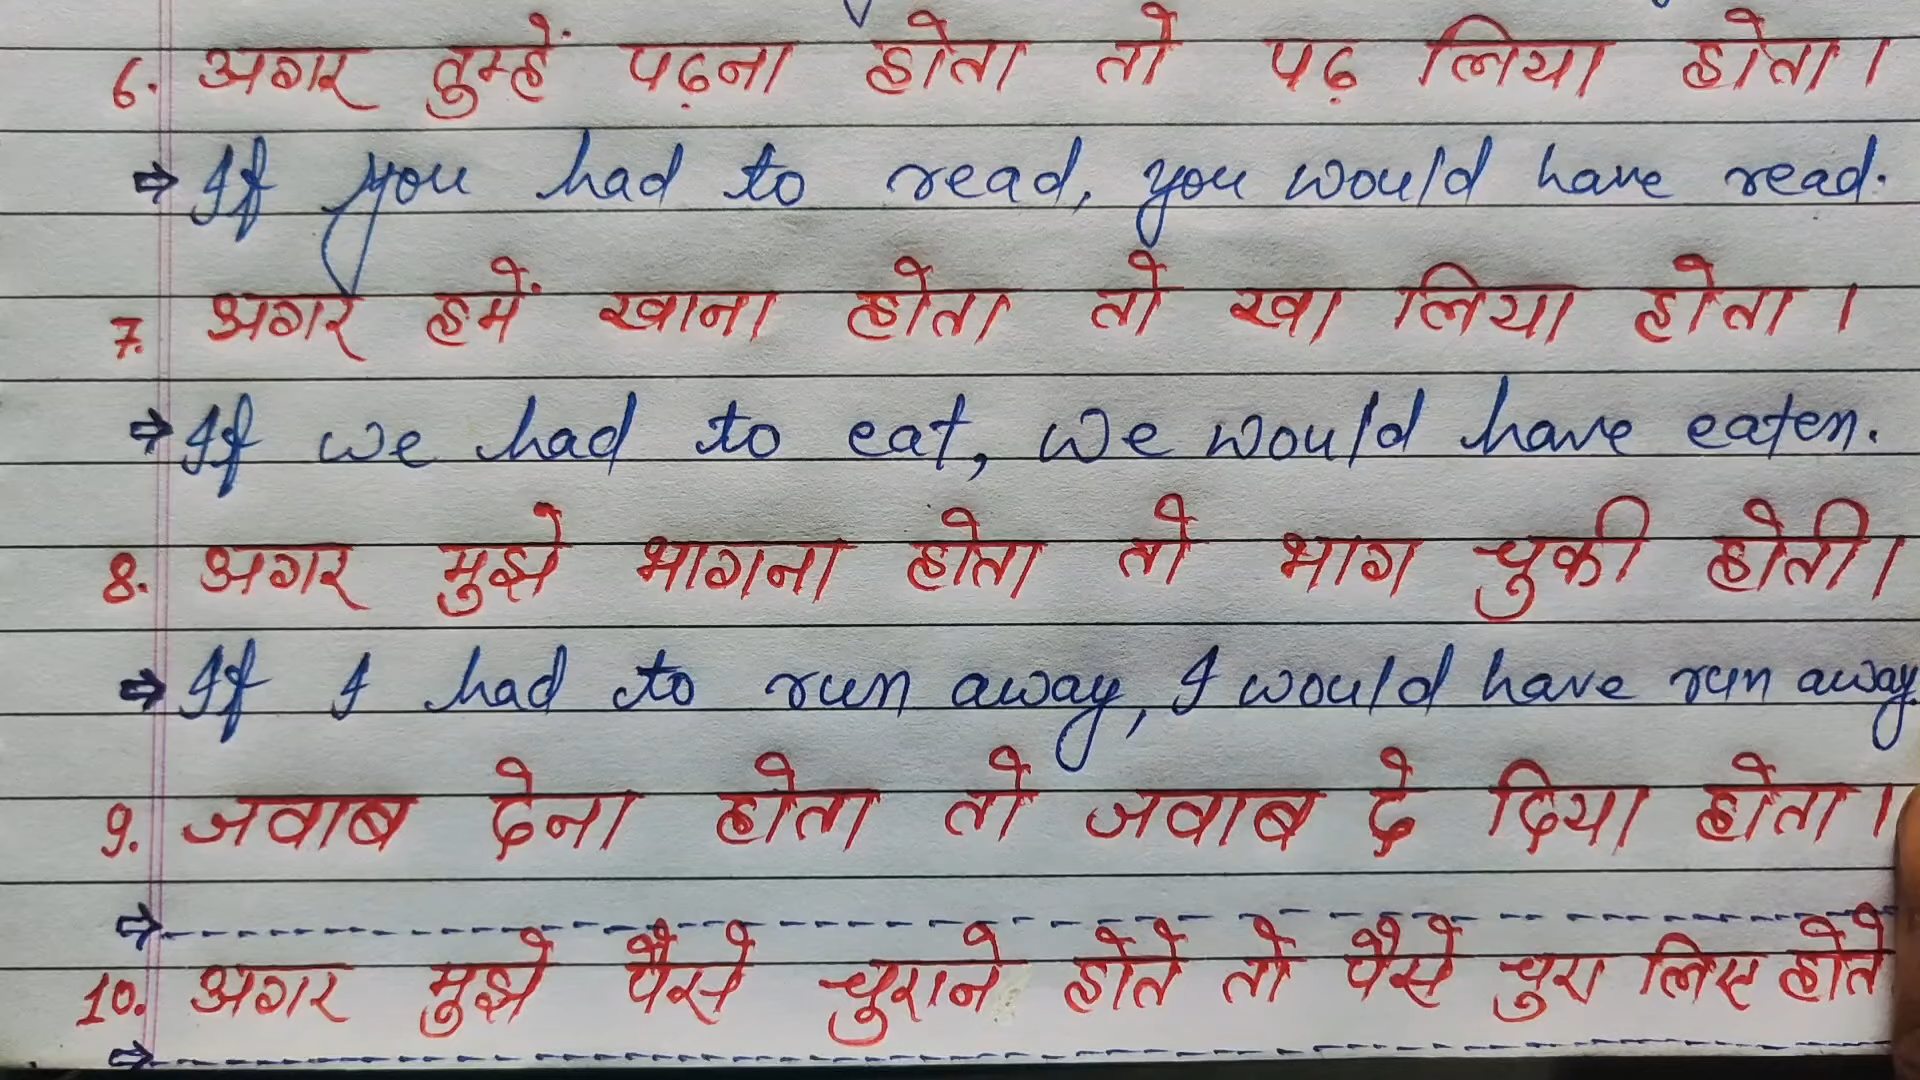 6. अगर तुम्हें पढ़ना होता तो पढ़ लिया होता।
⇒ If you had to read, you would have read.
7. अगर हमें खाना होता तो खा लिया होता।
⇒ If we had to eat, we would have eaten.
8. अगर मुझे भागना होता तो भाग चुकी होती।
⇒ If I had to run away, I would have run away.
9. जवाब देना होता तो जवाब दे दिया होता।
⇒
10. अगर मुझे पैसे चुराने होते तो पैसे चुरा लिए होते
⇒